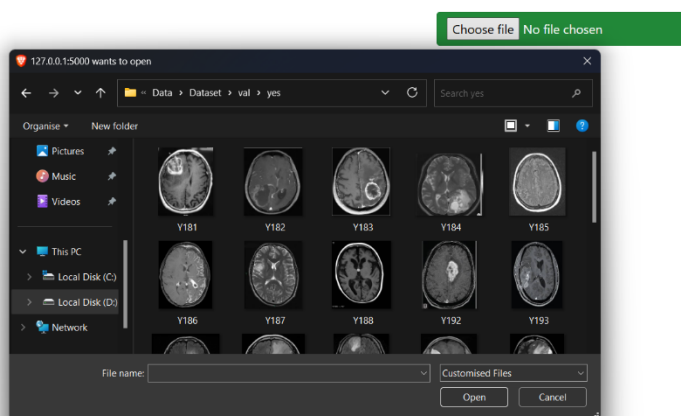 Choose file No file chosen
127.0.0.1:5000 wants to open
« Data › Dataset › val › yes
Search yes
Organise New folder
Pictures
Music
Videos
This PC
Local Disk (C:)
Local Disk (D:)
Network
Y181 Y182 Y183 Y184 Y185
Y186 Y187 Y188 Y192 Y193
File name: Customised Files
Open Cancel